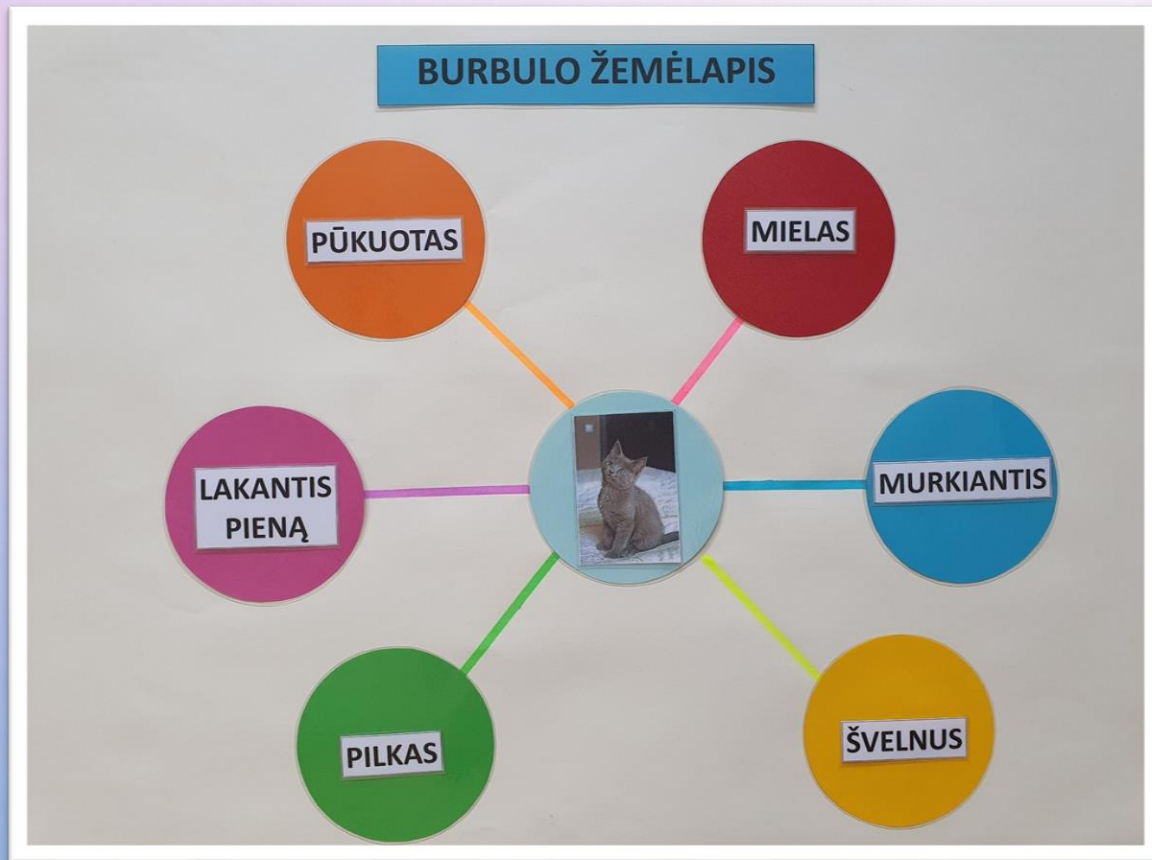 BURBULO ŽEMĖLAPIS
PŪKUOTAS
MIELAS
LAKANTIS
PIENĄ
MURKIANTIS
PILKAS
ŠVELNUS